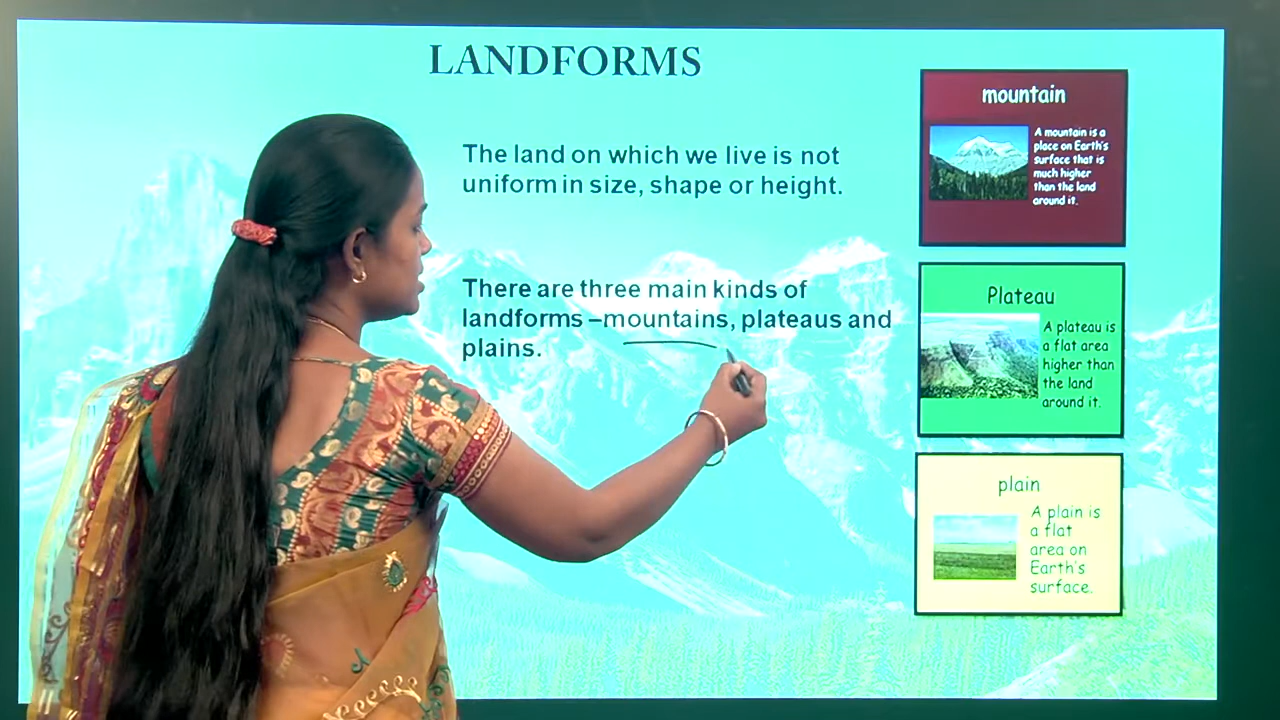 LANDFORMS
The land on which we live is not
uniform in size, shape or height.
There are three main kinds of
landforms –mountains, plateaus and
plains.
mountain
A mountain is a
place on Earth's
surface that is
much higher
than the land
around it.
Plateau
A plateau is
a flat area
higher than
the land
around it.
plain
A plain is
a flat
area on
Earth's
surface.